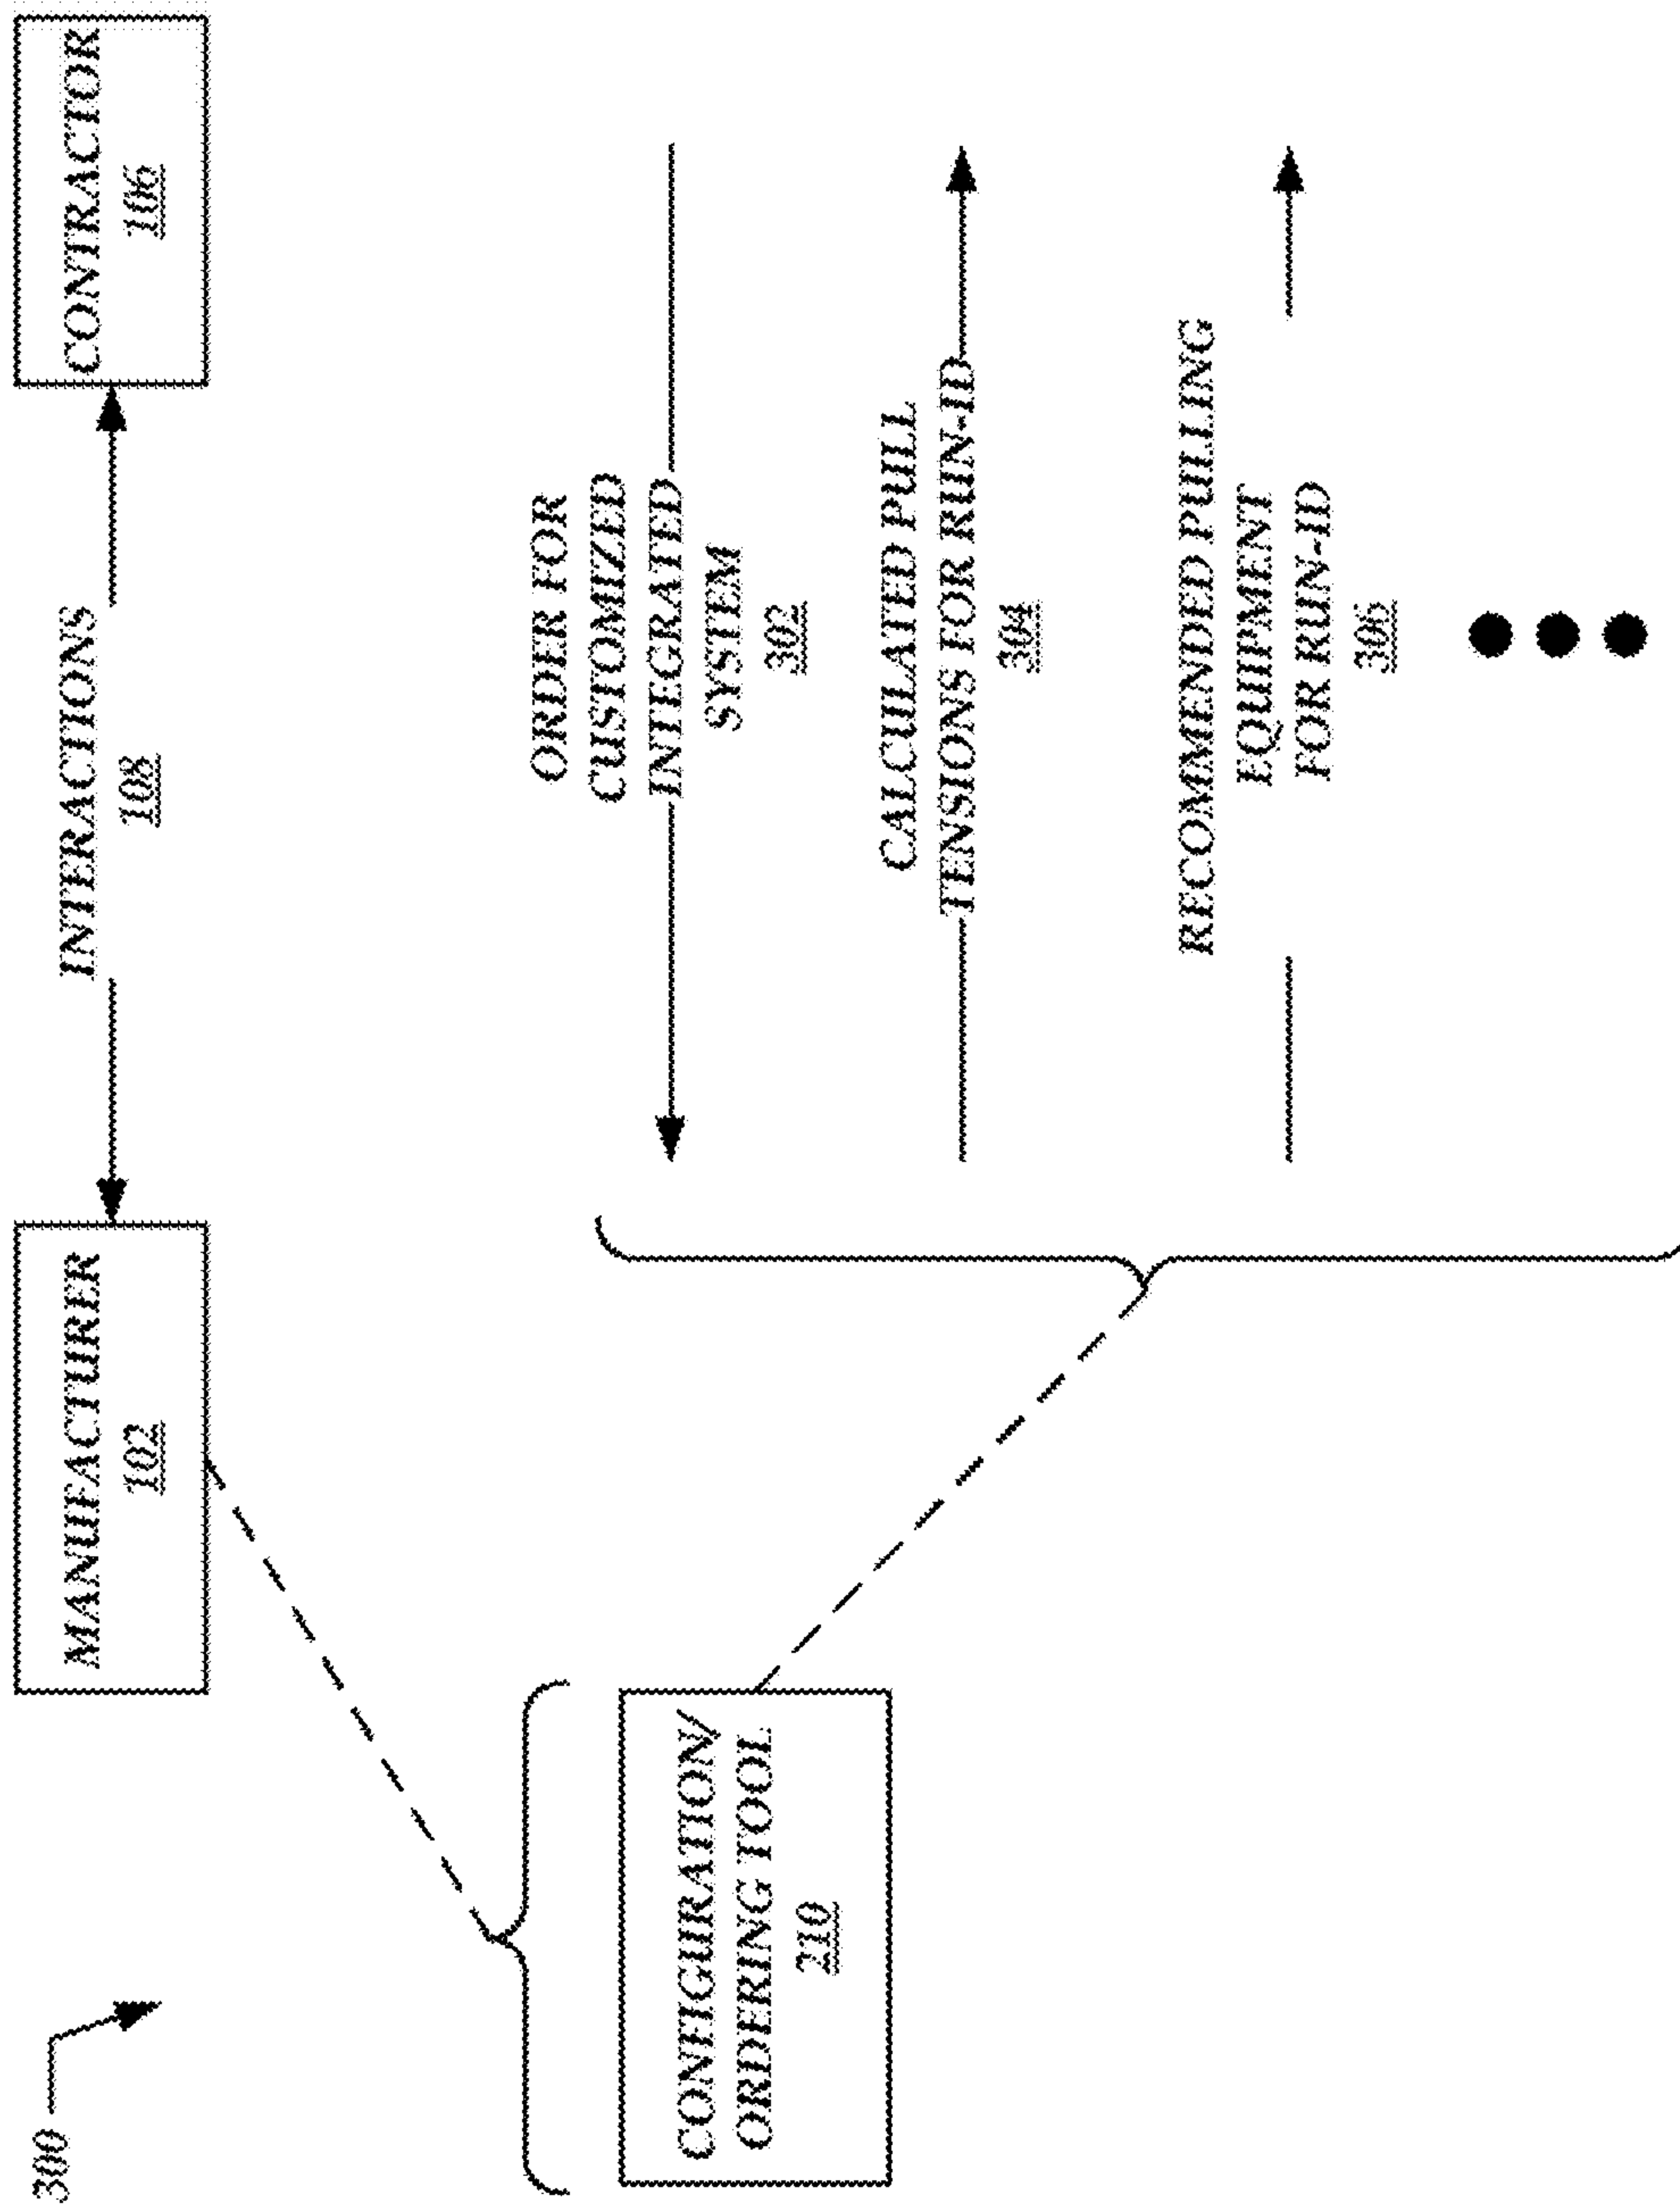 300
MANUFACTURER
102
INTERACTIONS
108
CONTRACTOR
106
CONFIGURATION/
ORDERING TOOL
210
ORDER FOR
CUSTOMIZED
INTEGRATED
SYSTEM
302
CALCULATED PULL
TENSIONS FOR RUN-ID
304
RECOMMENDED PULLING
EQUIPMENT
FOR RUN-ID
306